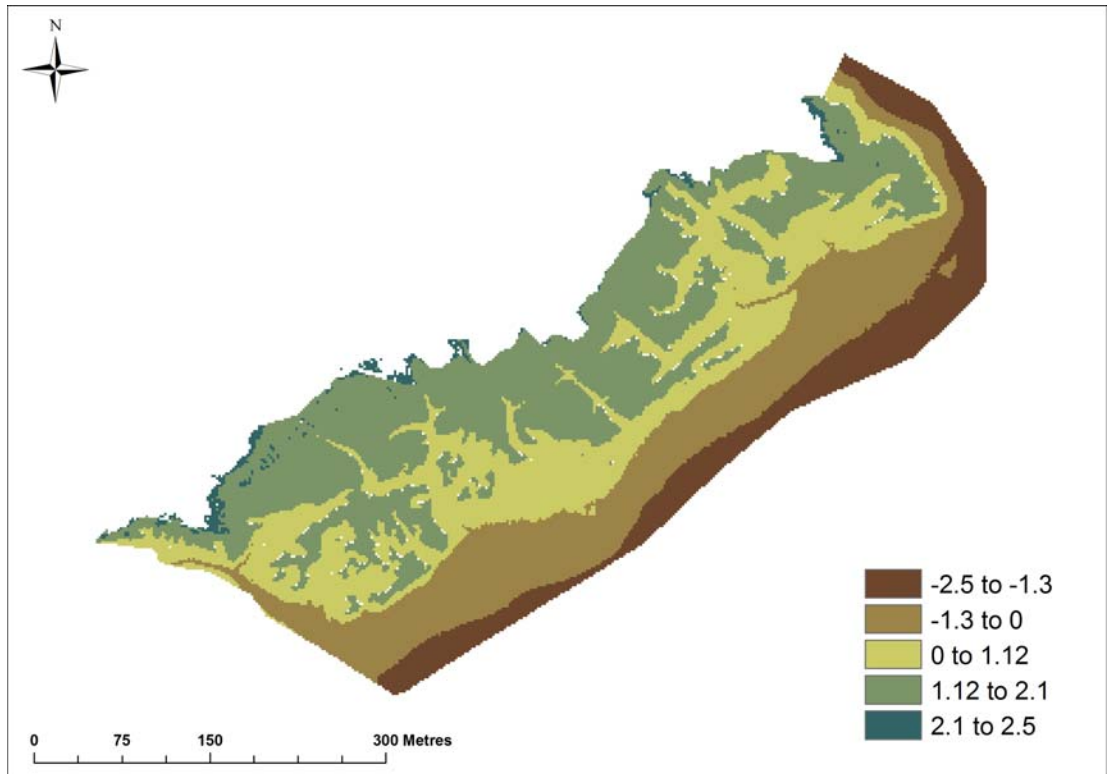 N
-2.5 to -1.3
-1.3 to 0
0 to 1.12
1.12 to 2.1
2.1 to 2.5
0 75 150 300 Metres